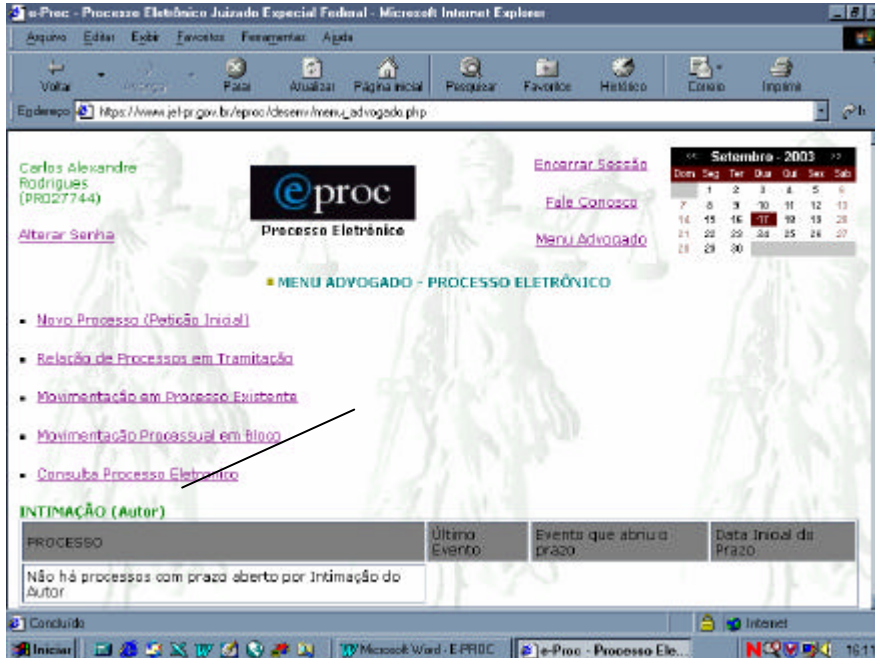 e-Proc - Processo Eletrônico Juizado Especial Federal - Microsoft Internet Explorer
Arquivo Editar Exibir Favoritos Ferramentas Ajuda
Voltar Avançar Parar Atualizar Página inicial Pesquisar Favoritos Histórico Correio Imprimir
Endereço https://www.jef-pr.gov.br/eproc/desenv/menu_advogado.php
Carlos Alexandre
Rodrigues
(PR027744)
Alterar Senha
eproc
Processo Eletrônico
Encerrar Sessão
Fale Conosco
Menu Advogado
<< Setembro - 2003 >>
Dom Seg Ter Qua Qui Sex Sab
1 2 3 4 5 6
7 8 9 10 11 12 13
14 15 16 17 18 19 20
21 22 23 24 25 26 27
28 29 30
MENU ADVOGADO - PROCESSO ELETRÔNICO
Novo Processo (Petição Inicial)
Relação de Processos em Tramitação
Movimentação em Processo Existente
Movimentação Processual em Bloco
Consulta Processo Eletronico
INTIMAÇÃO (Autor)
PROCESSO
Último
Evento
Evento que abriu o
prazo
Data Inicial do
Prazo
Não há processos com prazo aberto por Intimação do
Autor
Concluído
Internet
Iniciar
Microsoft Word - E-PROC
e-Proc - Processo Ele...
16:11